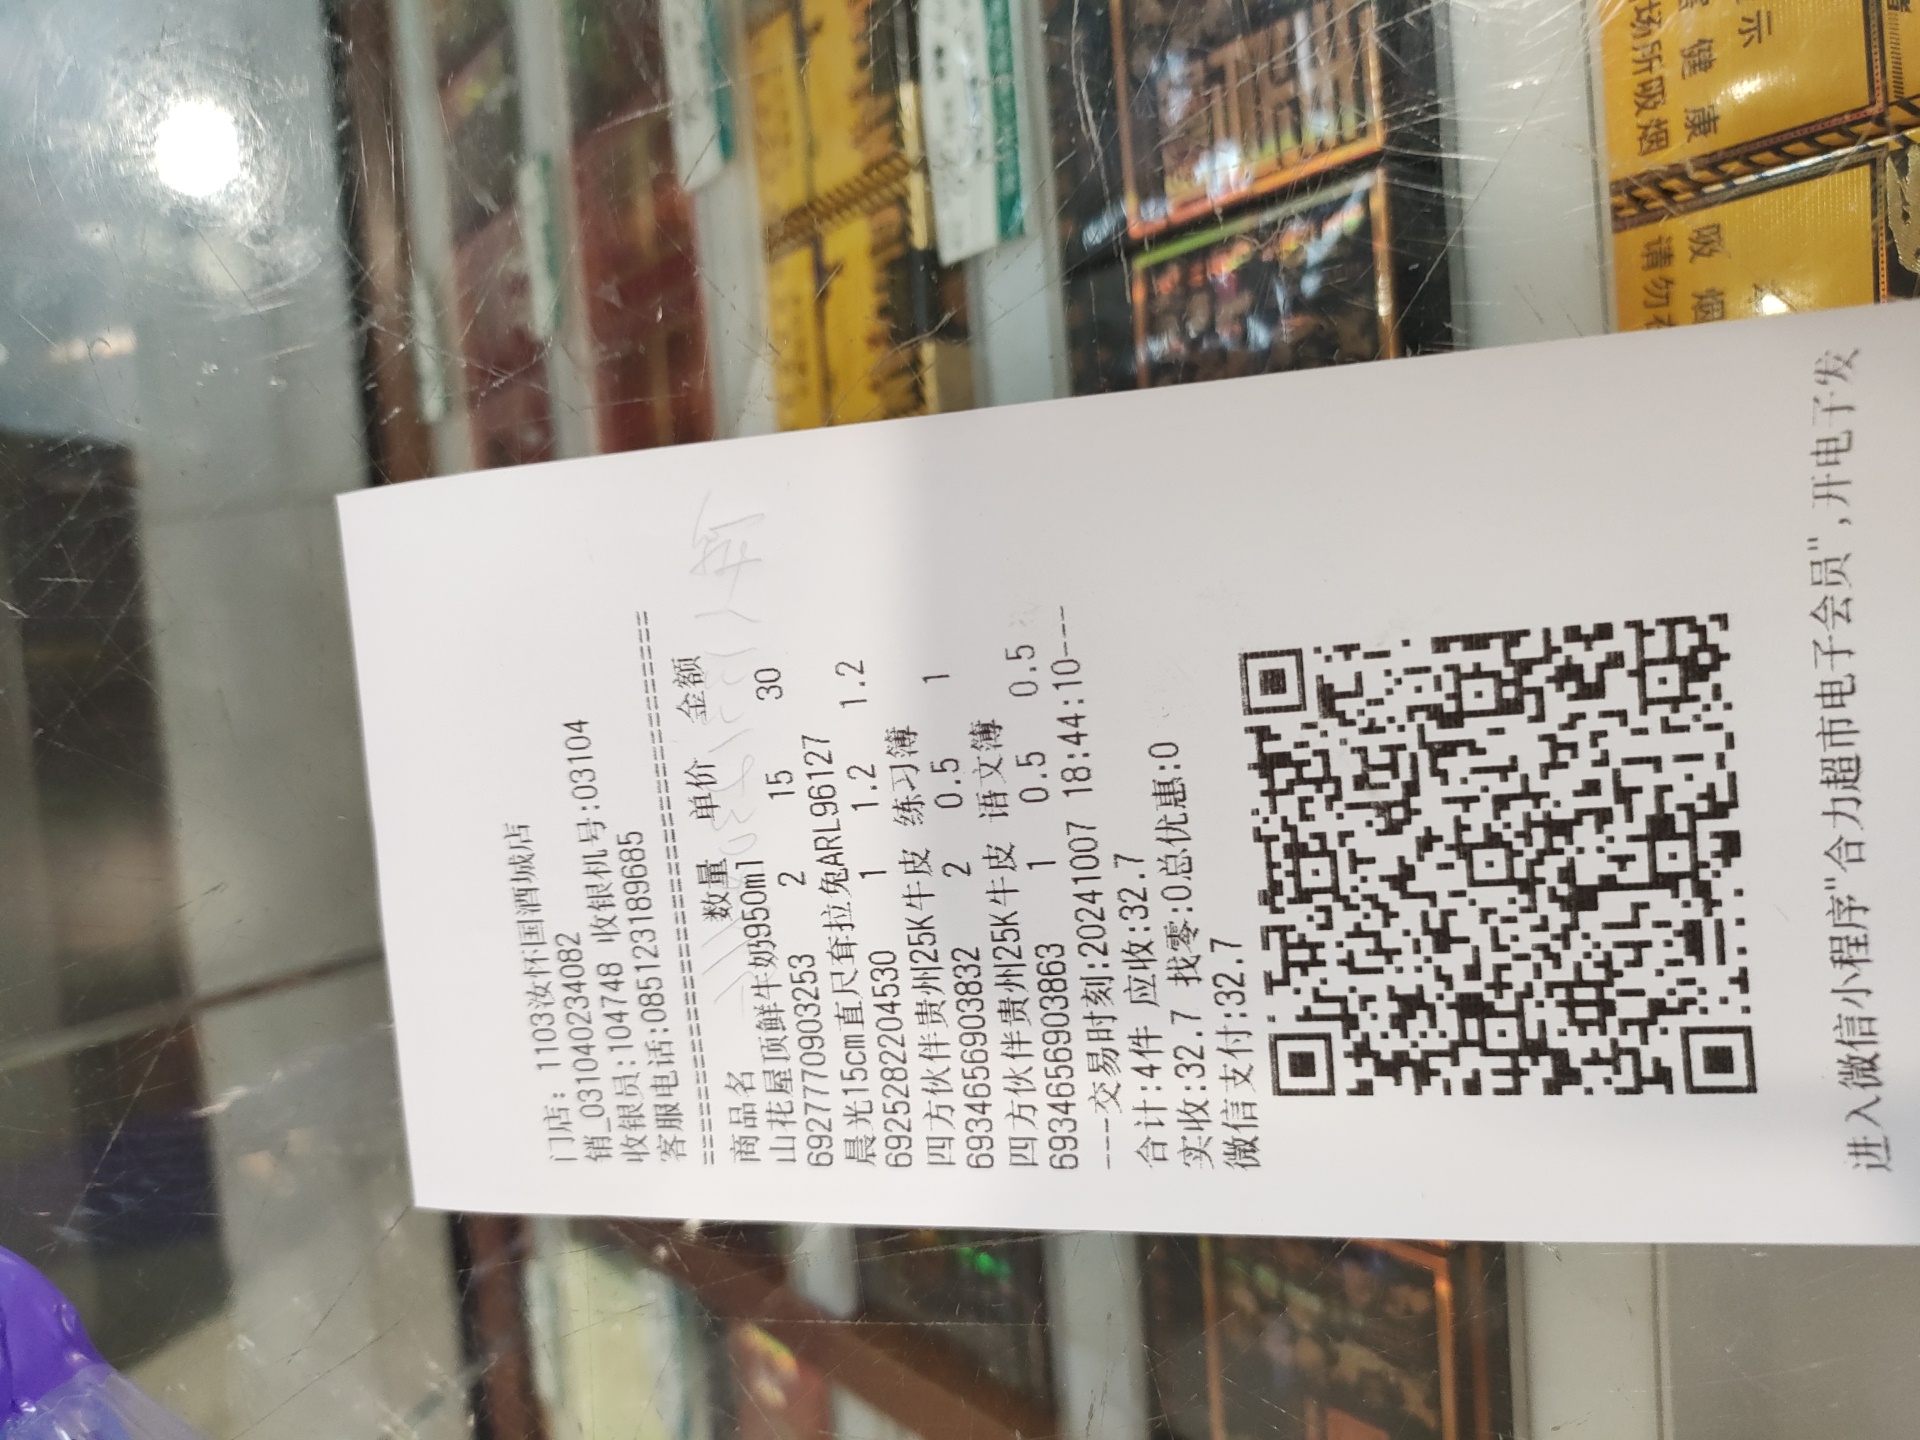 门店: 1103汝怀国酒城店
销_0310402234082
收银员:104748 收银机号:03104
客服电话:085123189685
商品名 数量 单价 金额
山花屋顶鲜牛奶950ml
6927770903253 2 15 30
晨光15cm直尺套拉兔ARL96127
6925282204530 1 1.2 1.2
四方伙伴贵州25K牛皮 练习簿
6934656903832 2 0.5 1
四方伙伴贵州25K牛皮 语文簿
6934656903863 1 0.5 0.5
---交易时刻:20241007 18:44:10---
合计:4件 应收:32.7
实收:32.7 找零:0总优惠:0
微信支付:32.7
进入微信小程序"合力超市电子会员",开电子发